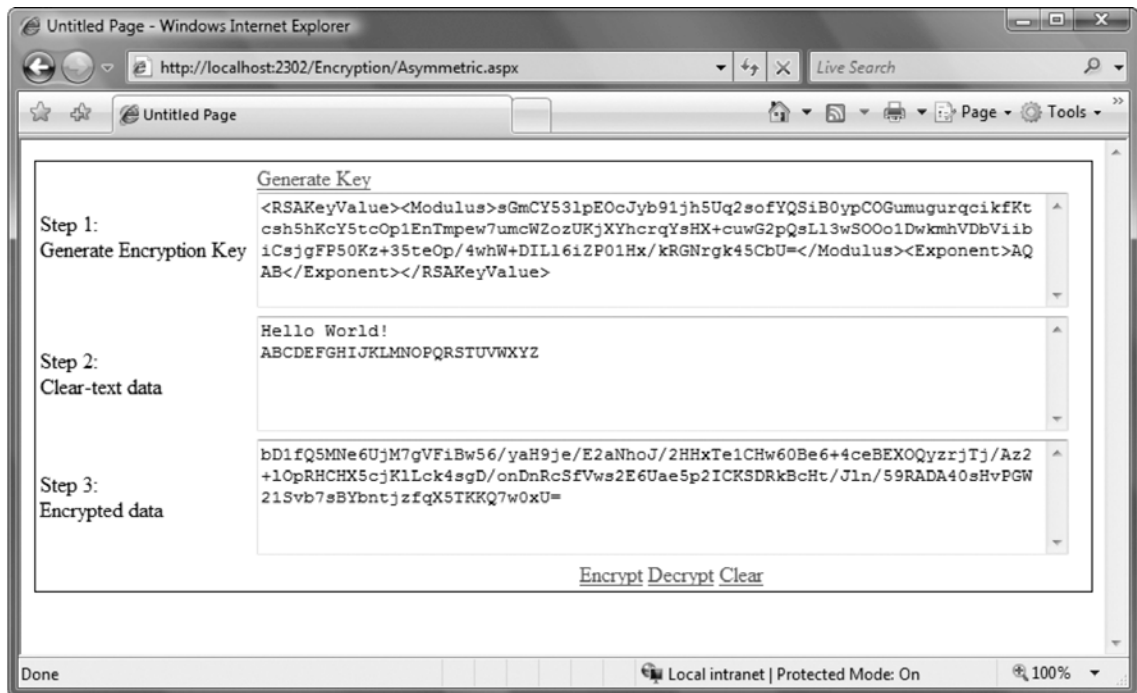 Untitled Page - Windows Internet Explorer
http://localhost:2302/Encryption/Asymmetric.aspx
Live Search
Untitled Page
Page
Tools
Generate Key
Step 1:
Generate Encryption Key
<RSAKeyValue><Modulus>sGmCY53lpEOcJyb91jh5Uq2sofYQSiB0ypCOGumugurqcikfKt
csh5hKcY5tcOp1EnTmpew7umcWZozUKjXYhcrqYsHX+cuwG2pQsLl3wSOOo1DwkmhVDbViib
iCsjgFP50Kz+35teOp/4whW+DILl6iZP01Hx/kRGNrgk45CbU=</Modulus><Exponent>AQ
AB</Exponent></RSAKeyValue>
Step 2:
Clear-text data
Hello World!
ABCDEFGHIJKLMNOPQRSTUVWXYZ
Step 3:
Encrypted data
bD1fQ5MNe6UjM7gVFiBw56/yaH9je/E2aNhoJ/2HHxTe1CHw60Be6+4ceBEXOQyzrjTj/Az2
+lOpRHCHX5cjKlLck4sgD/onDnRcSfVws2E6Uae5p2ICKSDRkBcHt/Jln/59RADA40sHvPGW
21Svb7sBYbntjzfqX5TKKQ7w0xU=
Encrypt Decrypt Clear
Done
Local intranet | Protected Mode: On
100%